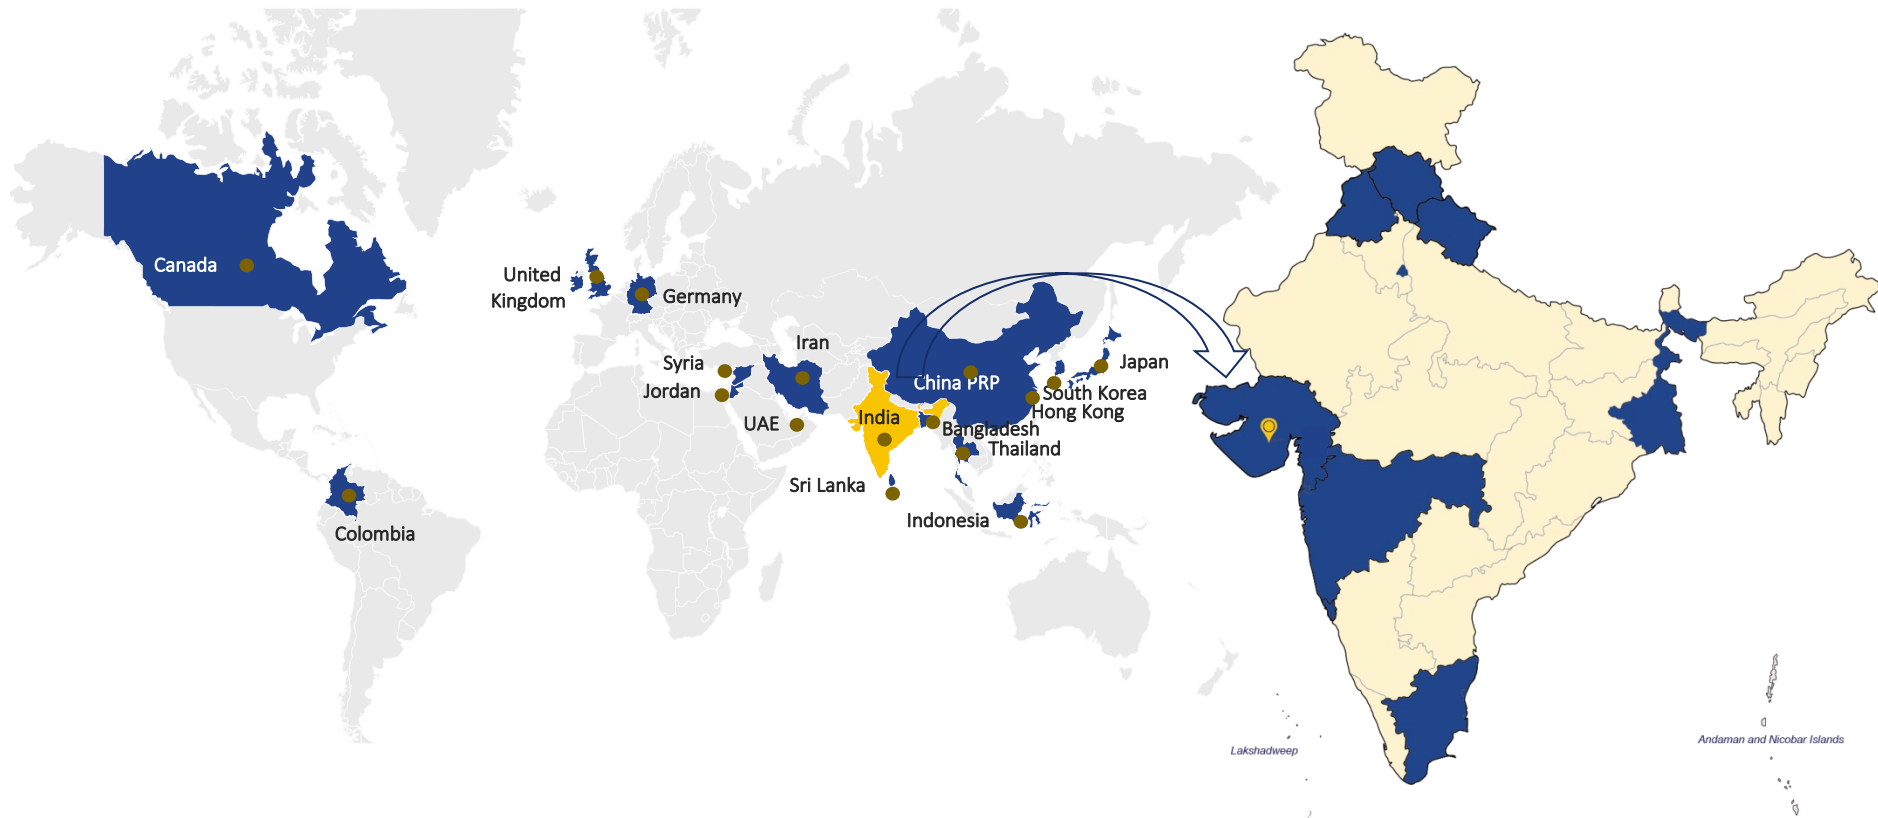 Canada
United
Kingdom
Germany
Iran
Syria
Jordan
UAE
India
China PRP
Japan
South Korea
Hong Kong
Bangladesh
Thailand
Sri Lanka
Indonesia
Colombia
Lakshadweep
Andaman and Nicobar Islands